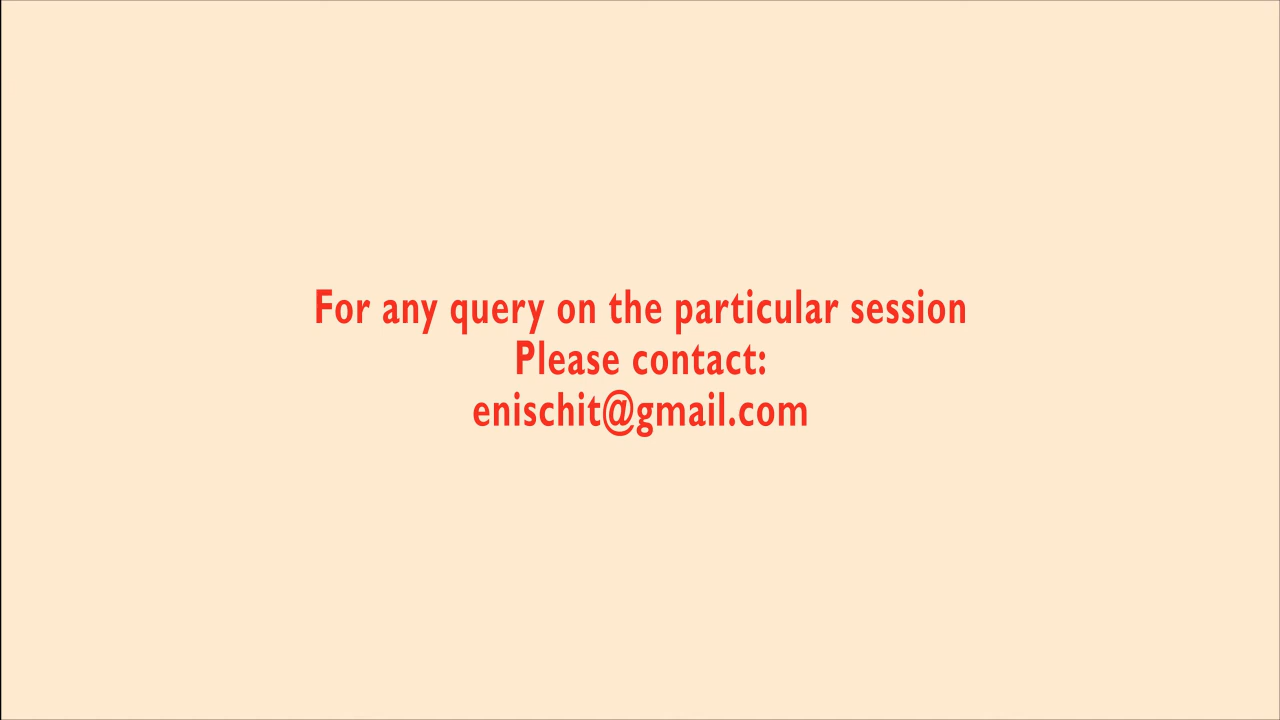 For any query on the particular session
Please contact:
enischit@gmail.com